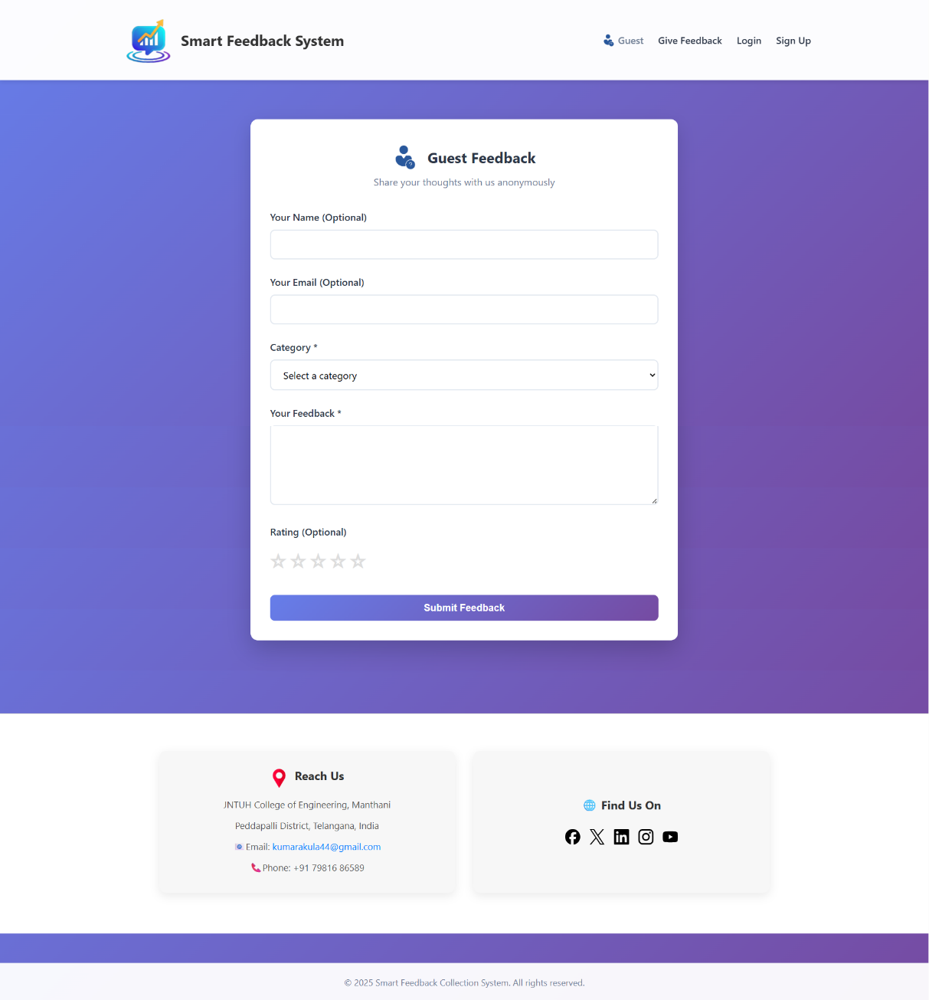 Smart Feedback System
Guest
Give Feedback
Login
Sign Up
Guest Feedback
Share your thoughts with us anonymously
Your Name (Optional)
Your Email (Optional)
Category *
Select a category
Your Feedback *
Rating (Optional)
Submit Feedback
Reach Us
JNTUH College of Engineering, Manthani
Peddapalli District, Telangana, India
Email: kumarakula44@gmail.com
Phone: +91 79816 86589
Find Us On
© 2025 Smart Feedback Collection System. All rights reserved.